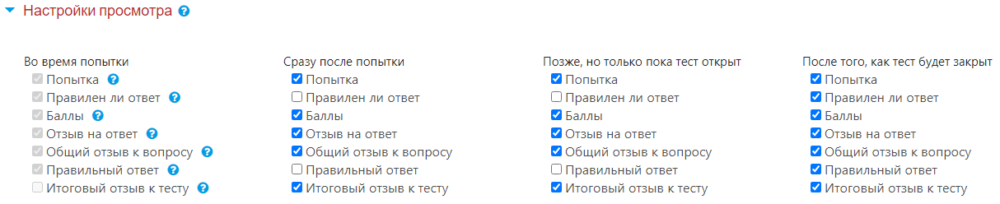 Настройки просмотра
Во время попытки
Попытка
Правилен ли ответ
Баллы
Отзыв на ответ
Общий отзыв к вопросу
Правильный ответ
Итоговый отзыв к тесту
Сразу после попытки
Попытка
Правилен ли ответ
Баллы
Отзыв на ответ
Общий отзыв к вопросу
Правильный ответ
Итоговый отзыв к тесту
Позже, но только пока тест открыт
Попытка
Правилен ли ответ
Баллы
Отзыв на ответ
Общий отзыв к вопросу
Правильный ответ
Итоговый отзыв к тесту
После того, как тест будет закрыт
Попытка
Правилен ли ответ
Баллы
Отзыв на ответ
Общий отзыв к вопросу
Правильный ответ
Итоговый отзыв к тесту